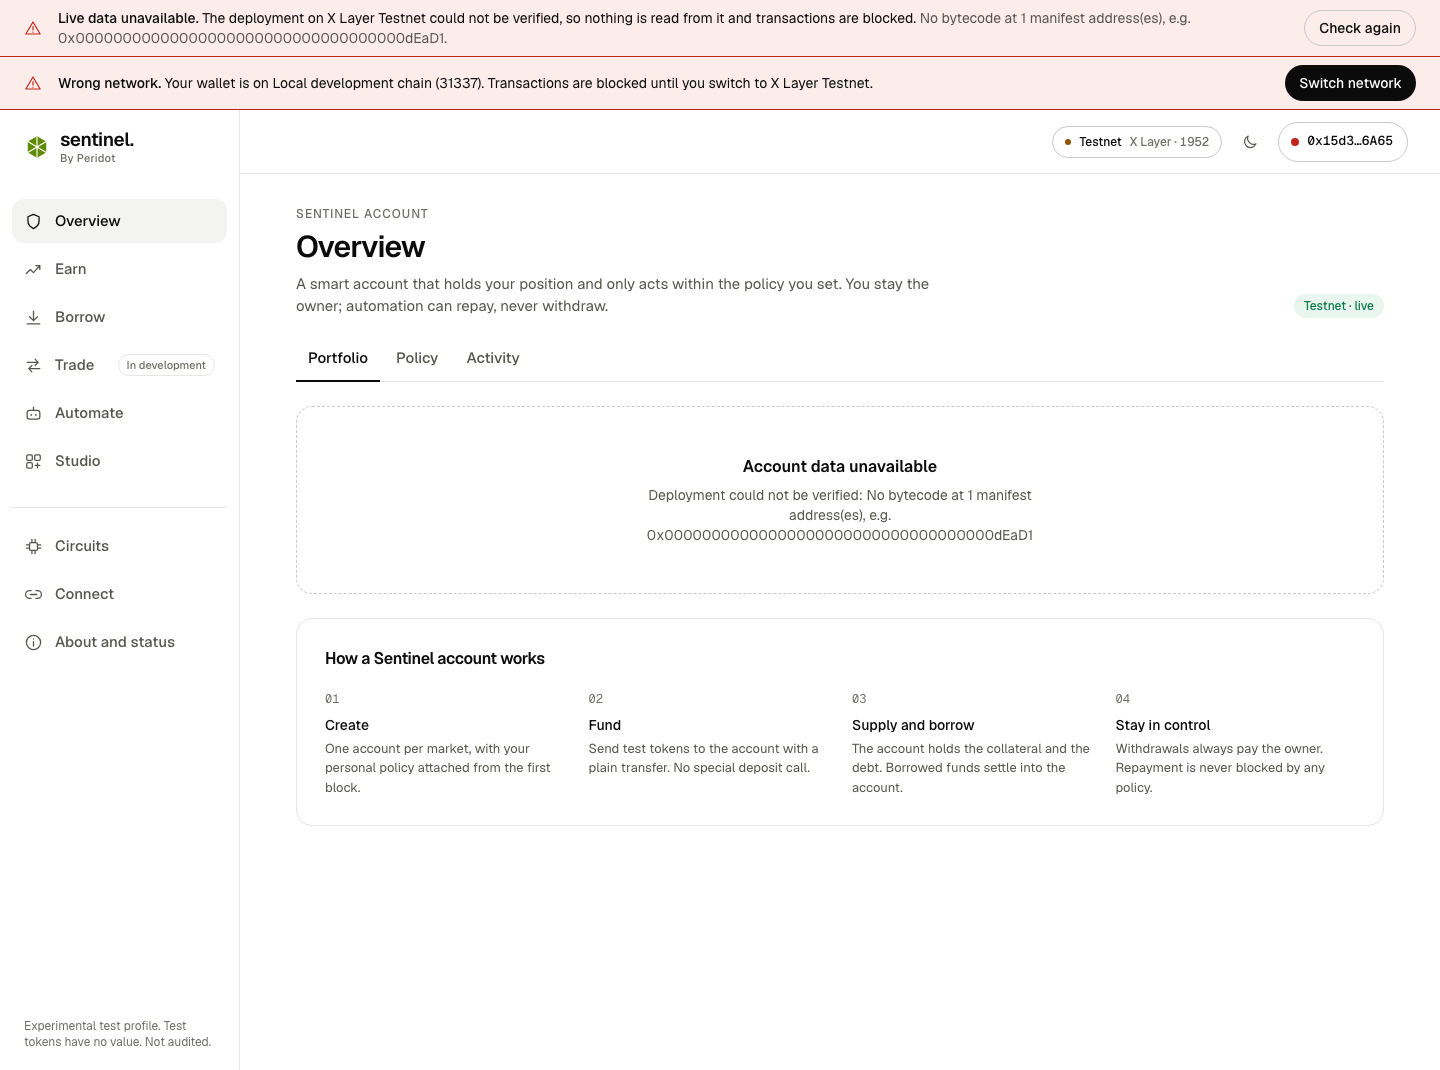 Live data unavailable. The deployment on X Layer Testnet could not be verified, so nothing is read from it and transactions are blocked. No bytecode at 1 manifest address(es), e.g.
0x000000000000000000000000000000000000dEaD1.
Check again
Wrong network. Your wallet is on Local development chain (31337). Transactions are blocked until you switch to X Layer Testnet.
Switch network
sentinel.
By Peridot
Testnet X Layer · 1952
0x15d3…6A65
Overview
Earn
Borrow
Trade In development
Automate
Studio
Circuits
Connect
About and status
Experimental test profile. Test
tokens have no value. Not audited.
SENTINEL ACCOUNT
Overview
A smart account that holds your position and only acts within the policy you set. You stay the
owner; automation can repay, never withdraw.
Testnet · live
Portfolio Policy Activity
Account data unavailable
Deployment could not be verified: No bytecode at 1 manifest
address(es), e.g.
0x000000000000000000000000000000000000dEaD1
How a Sentinel account works
01
Create
One account per market, with your
personal policy attached from the first
block.
02
Fund
Send test tokens to the account with a
plain transfer. No special deposit call.
03
Supply and borrow
The account holds the collateral and the
debt. Borrowed funds settle into the
account.
04
Stay in control
Withdrawals always pay the owner.
Repayment is never blocked by any
policy.